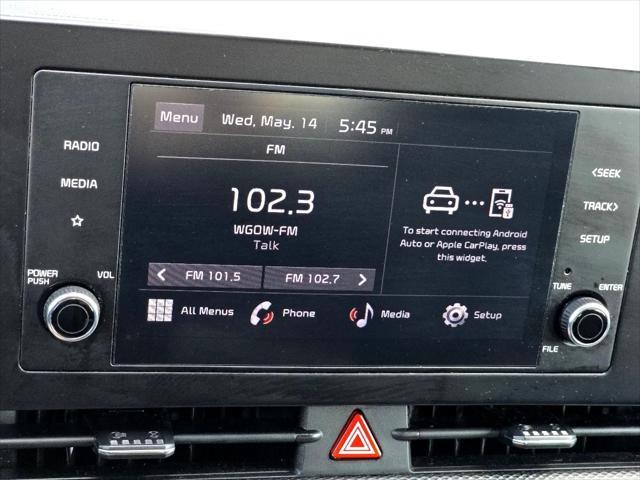 Menu Wed, May. 14 5:45 PM
FM
102.3
WGOW-FM
Talk
< FM 101.5 FM 102.7 >
To start connecting Android
Auto or Apple CarPlay, press
this widget.
All Menus Phone Media Setup
RADIO
MEDIA
POWER
PUSH
VOL
<SEEK
TRACK>
SETUP
TUNE ENTER
FILE